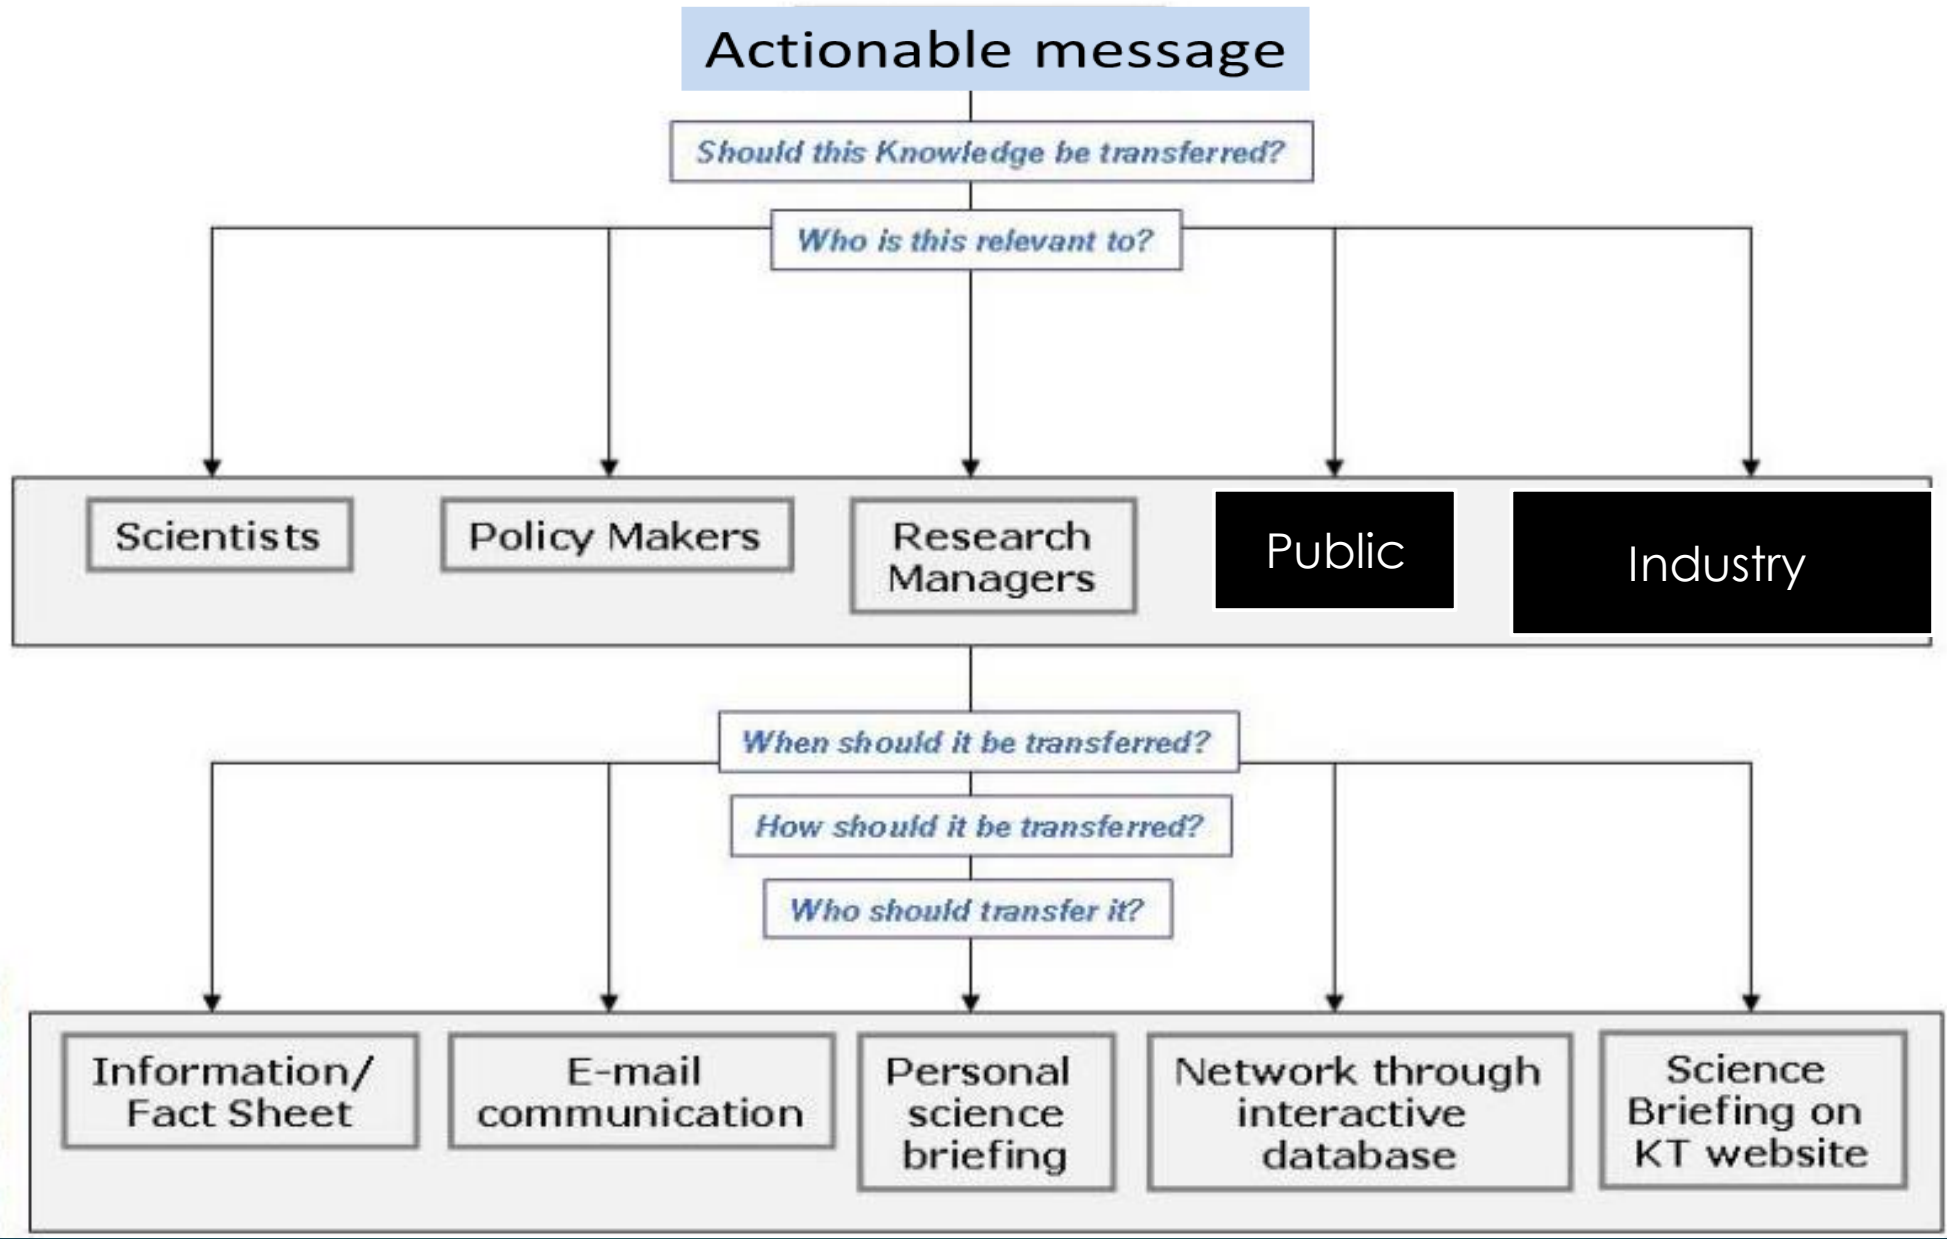 Actionable message
Should this Knowledge be transferred?
Who is this relevant to?
Scientists
Policy Makers
Research
Managers
Public
Industry
When should it be transferred?
How should it be transferred?
Who should transfer it?
Information/
Fact Sheet
E-mail
communication
Personal
science
briefing
Network through
interactive
database
Science
Briefing on
KT website